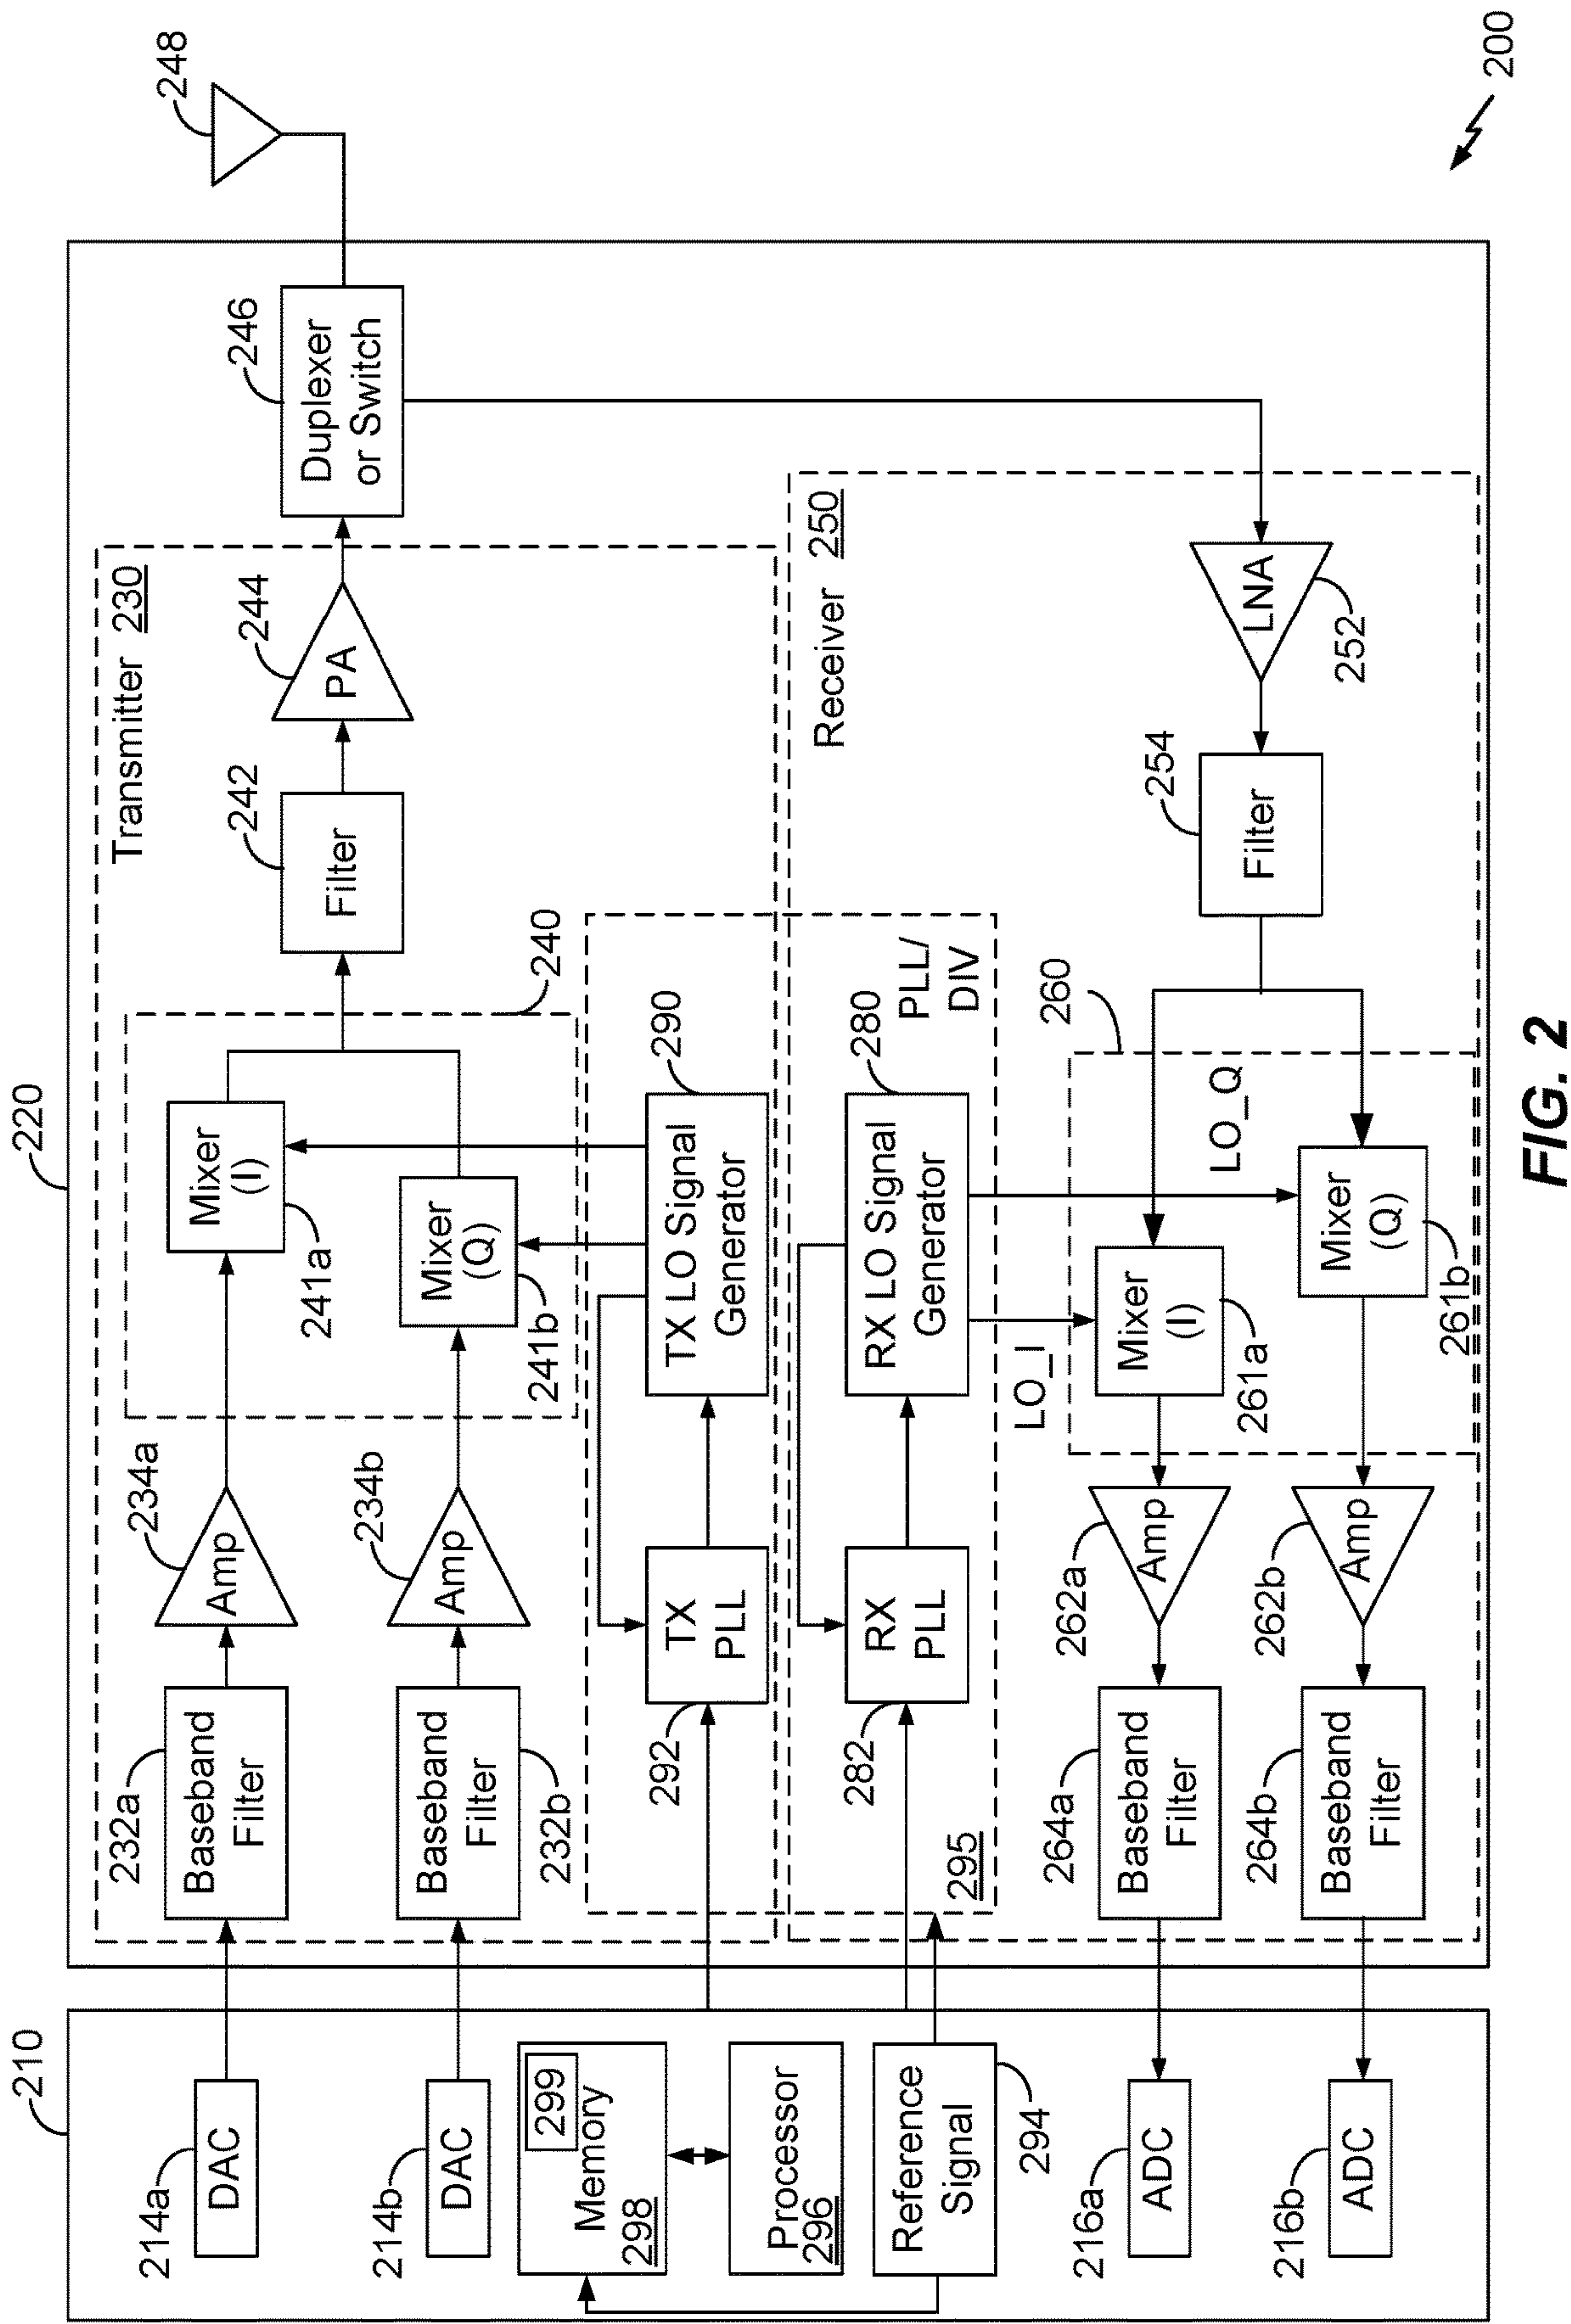 210
214a
DAC
214b
DAC
299
Memory
298
Processor
296
Reference
Signal
294
216a
ADC
216b
ADC
220
Transmitter 230
232a
Baseband
Filter
232b
Baseband
Filter
234a
Amp
234b
Amp
Mixer
(I)
241a
Mixer
(Q)
241b
240
242
Filter
244
PA
246
Duplexer
or Switch
248
292
TX
PLL
290
TX LO Signal
Generator
282
RX
PLL
280
RX LO Signal
Generator
PLL/
DIV
295
Receiver 250
LNA
252
254
Filter
260
LO_I
LO_Q
Mixer
(I)
261a
Mixer
(Q)
261b
262a
Amp
262b
Amp
264a
Baseband
Filter
264b
Baseband
Filter
200
FIG. 2